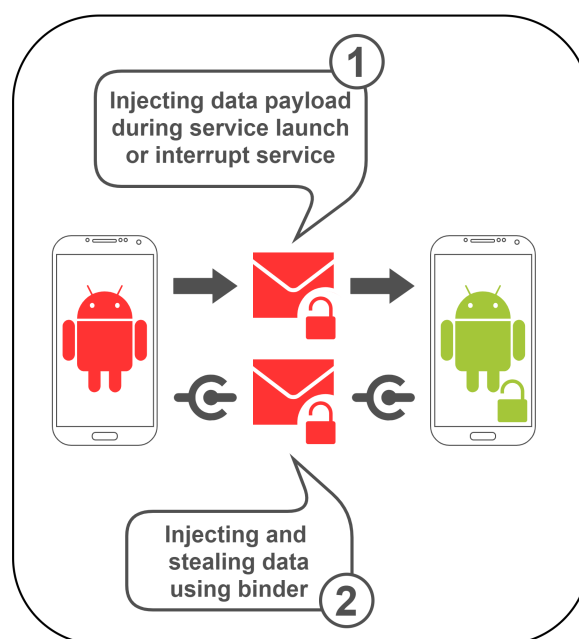 1
Injecting data payload
during service launch
or interrupt service
Injecting and
stealing data
using binder
2